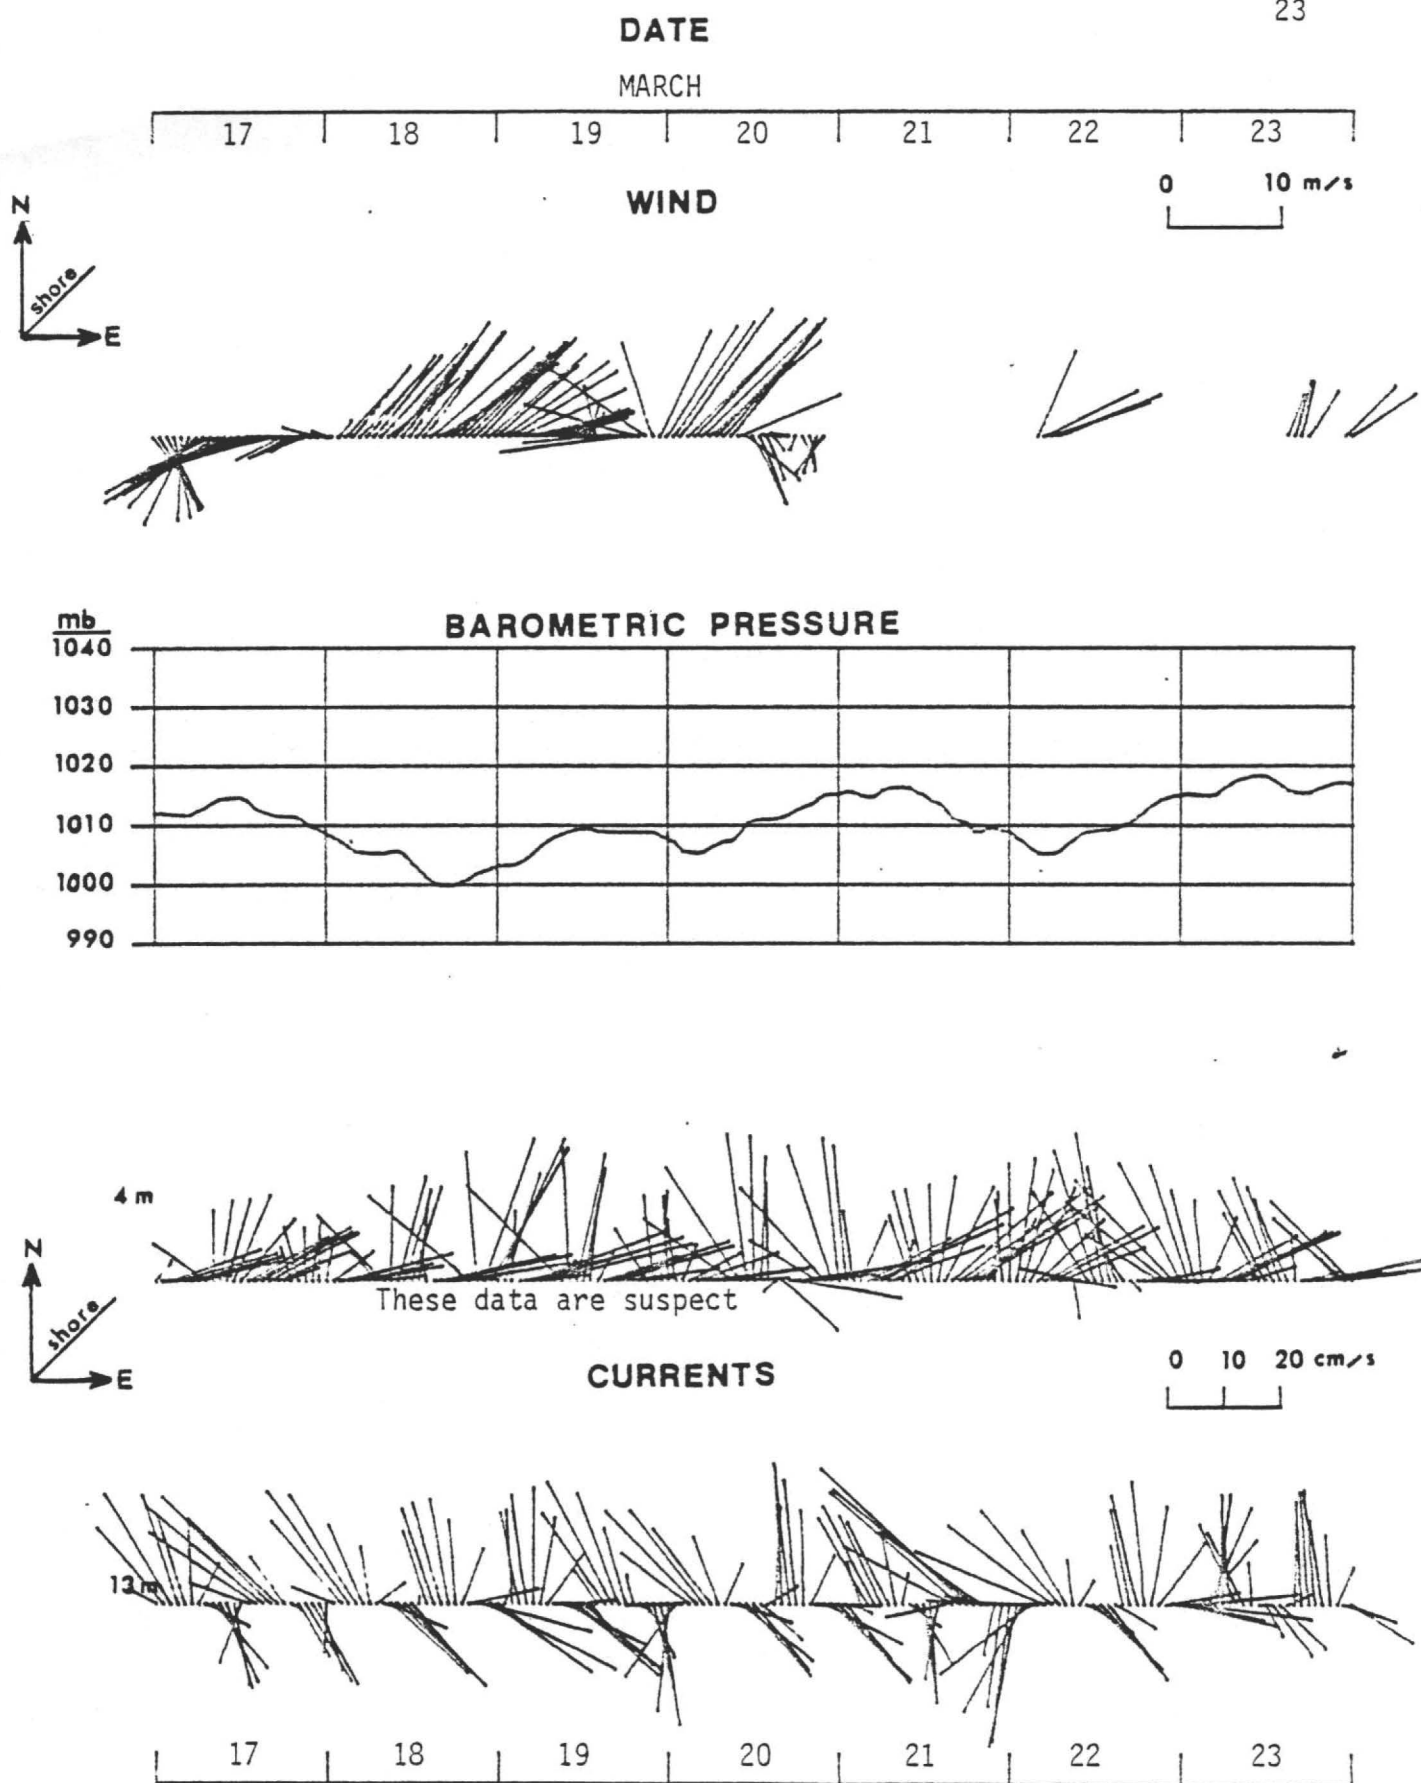 23
DATE
MARCH
17 18 19 20 21 22 23
0 10 m/s
WIND
N
shore
E
mb
BAROMETRIC PRESSURE
1040
1030
1020
1010
1000
990
4 m
These data are suspect
N
shore
E
0 10 20 cm/s
CURRENTS
13 m
17 18 19 20 21 22 23